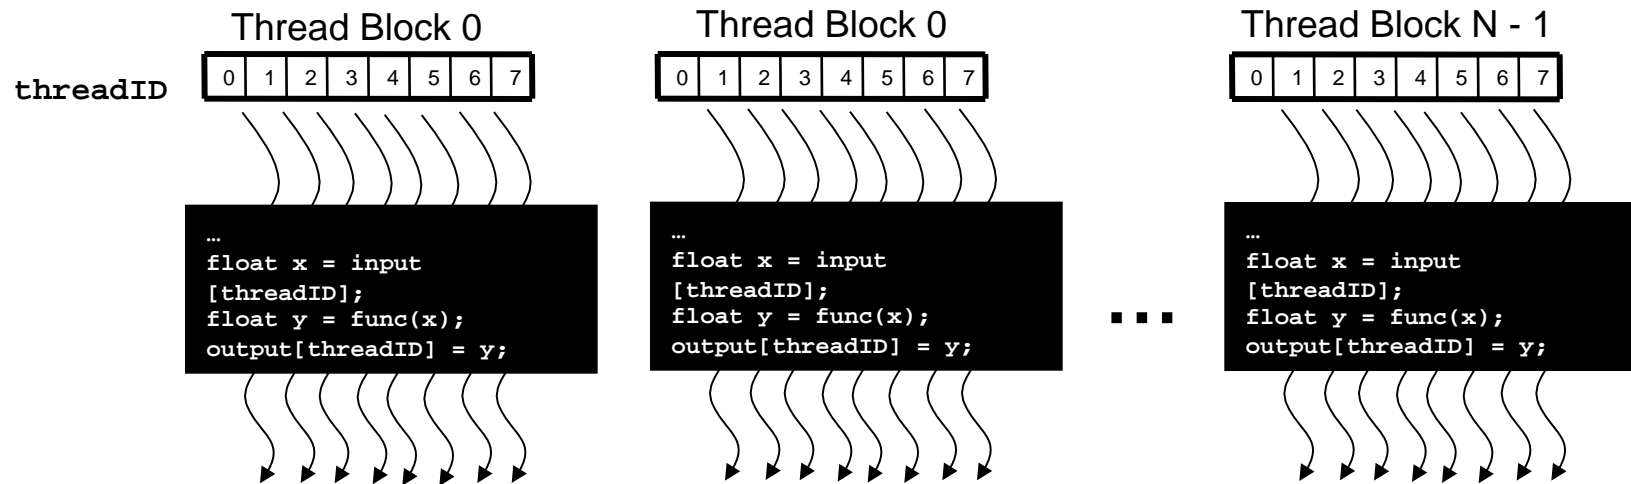 Thread Block 0
Thread Block 0
Thread Block N - 1
threadID
0 1 2 3 4 5 6 7
0 1 2 3 4 5 6 7
0 1 2 3 4 5 6 7
…
float x = input
[threadID];
float y = func(x);
output[threadID] = y;
…
float x = input
[threadID];
float y = func(x);
output[threadID] = y;
…
…
float x = input
[threadID];
float y = func(x);
output[threadID] = y;